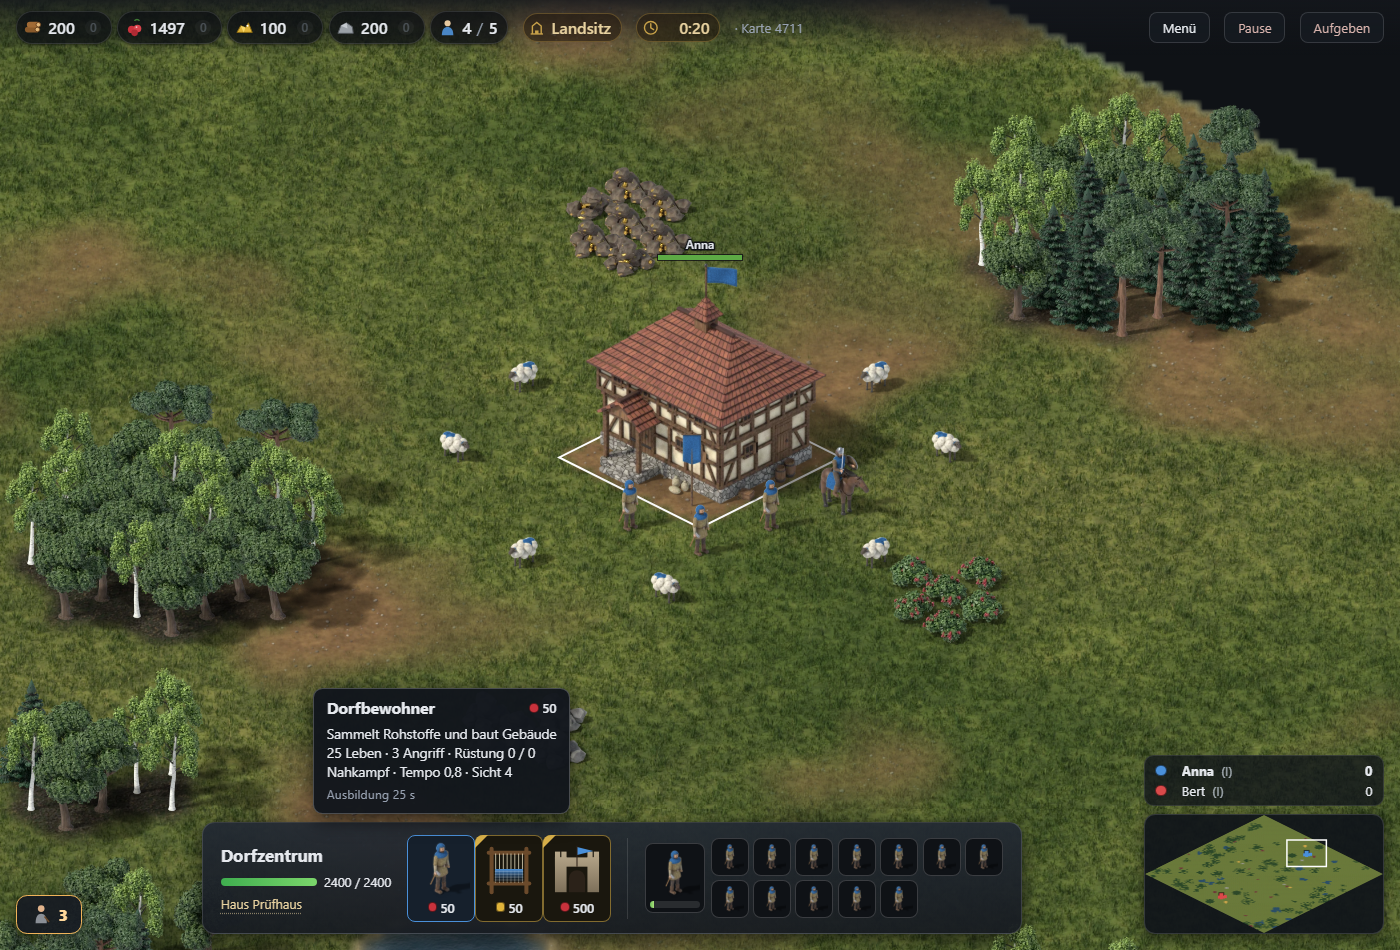 200 0 1497 0 100 0 200 0 4 / 5 Landsitz 0:20 · Karte 4711 Menü Pause Aufgeben
Anna
Dorfbewohner 50
Sammelt Rohstoffe und baut Gebäude
25 Leben · 3 Angriff · Rüstung 0 / 0
Nahkampf · Tempo 0,8 · Sicht 4
Ausbildung 25 s
Anna (I) 0
Bert (I) 0
Dorfzentrum
2400 / 2400
Haus Prüfhaus
50 50 500
3